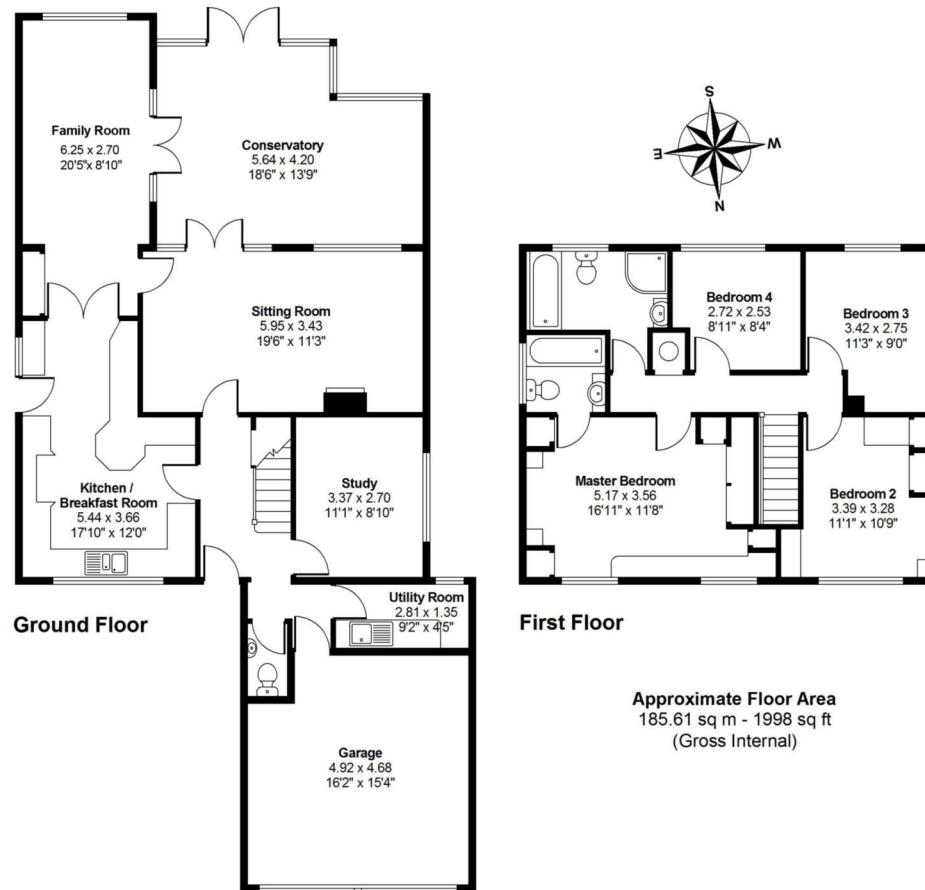 Family Room
6.25 x 2.70
20'5"x 8'10"
Conservatory
5.64 x 4.20
18'6" x 13'9"
Sitting Room
5.95 x 3.43
19'6" x 11'3"
Kitchen /
Breakfast Room
5.44 x 3.66
17'10" x 12'0"
Study
3.37 x 2.70
11'1" x 8'10"
Utility Room
2.81 x 1.35
9'2" x 4'5"
Garage
4.92 x 4.68
16'2" x 15'4"
Ground Floor
S
E
W
N
Bedroom 4
2.72 x 2.53
8'11" x 8'4"
Bedroom 3
3.42 x 2.75
11'3" x 9'0"
Master Bedroom
5.17 x 3.56
16'11" x 11'8"
Bedroom 2
3.39 x 3.28
11'1" x 10'9"
First Floor
Approximate Floor Area
185.61 sq m - 1998 sq ft
(Gross Internal)